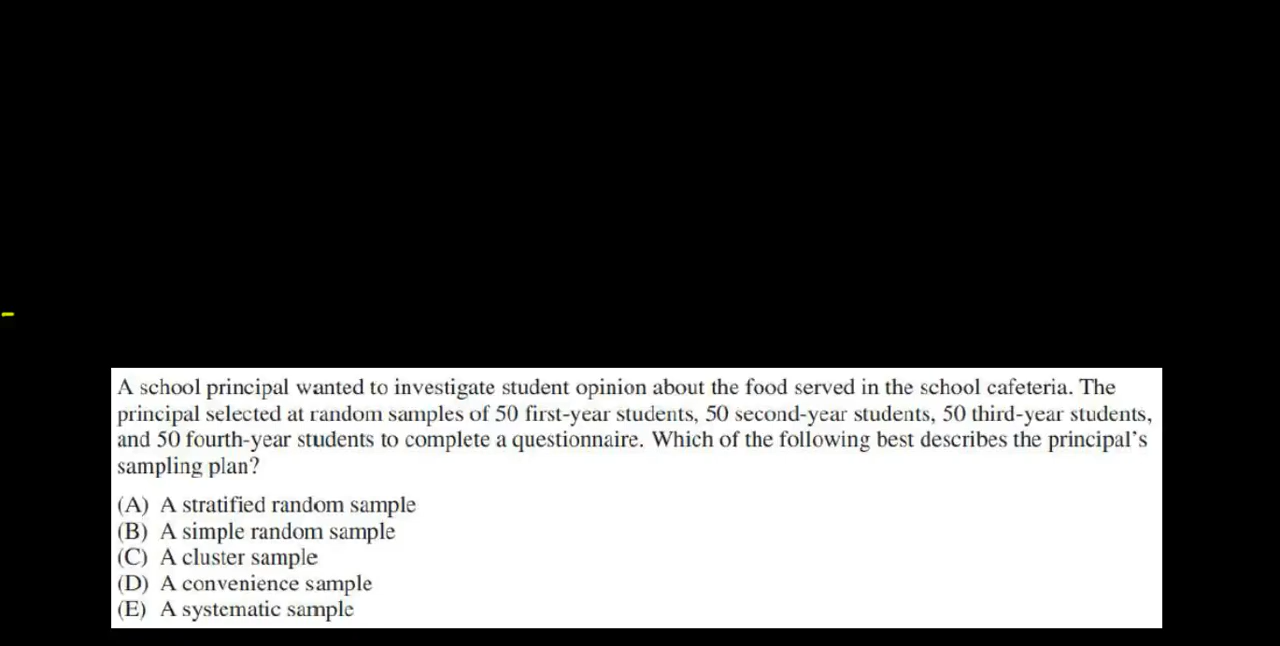 A school principal wanted to investigate student opinion about the food served in the school cafeteria. The
principal selected at random samples of 50 first-year students, 50 second-year students, 50 third-year students,
and 50 fourth-year students to complete a questionnaire. Which of the following best describes the principal's
sampling plan?
(A) A stratified random sample
(B) A simple random sample
(C) A cluster sample
(D) A convenience sample
(E) A systematic sample